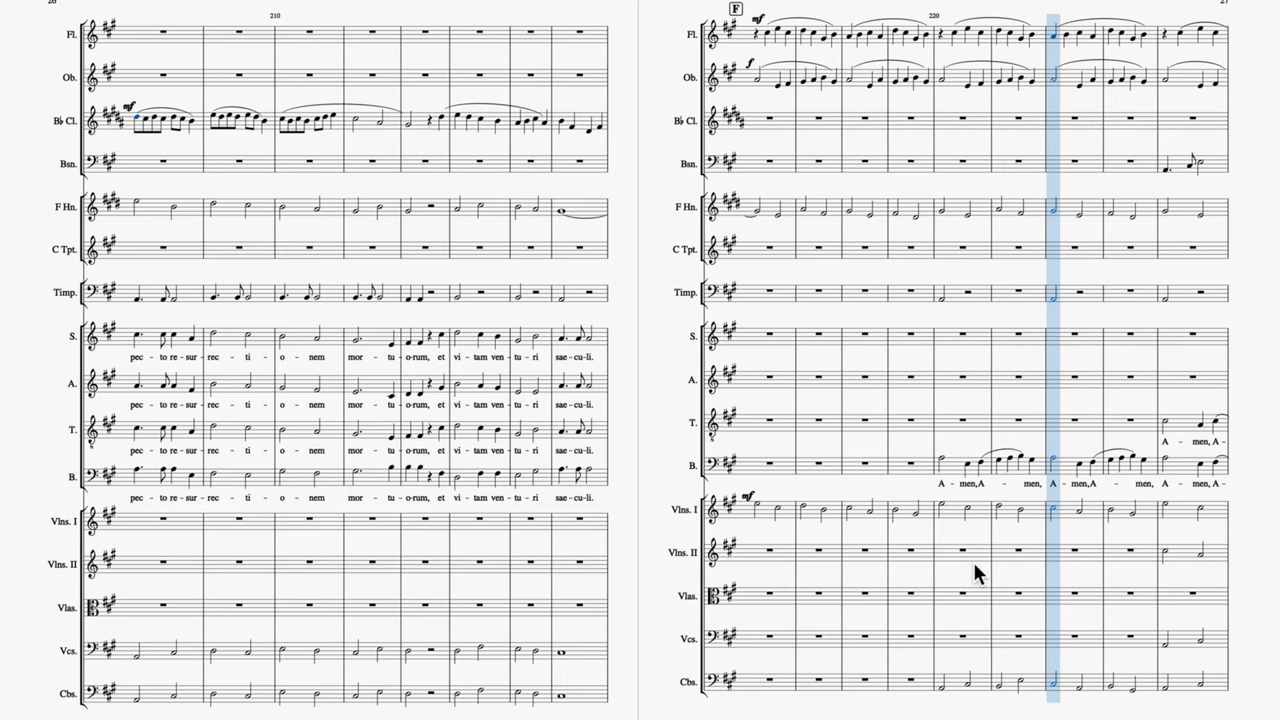 26
210
Fl.
Ob.
mf
B♭ Cl.
Bsn.
F Hn.
C Tpt.
Timp.
S.
pec - to re - sur - rec - ti - o - nem mor - tu - o-rum, et vi - tam ven - tu - ri sae - cu-li.
A.
pec - to re - sur - rec - ti - o - nem mor - tu - o-rum, et vi - tam ven - tu - ri sae - cu-li.
T.
pec - to re - sur - rec - ti - o - nem mor - tu - o-rum, et vi - tam ven - tu - ri sae - cu-li.
B.
pec - to re - sur - rec - ti - o - nem mor - tu - o-rum, et vi - tam ven - tu - ri sae - cu-li.
Vlns. I
Vlns. II
Vlas.
Vcs.
Cbs.
27
F
220
mf
Fl.
f
Ob.
B♭ Cl.
Bsn.
F Hn.
C Tpt.
Timp.
S.
A.
T.
A - men, A -
B.
A - men,A - men, A - men,A - men, A - men, A -
mf
Vlns. I
Vlns. II
Vlas.
Vcs.
Cbs.